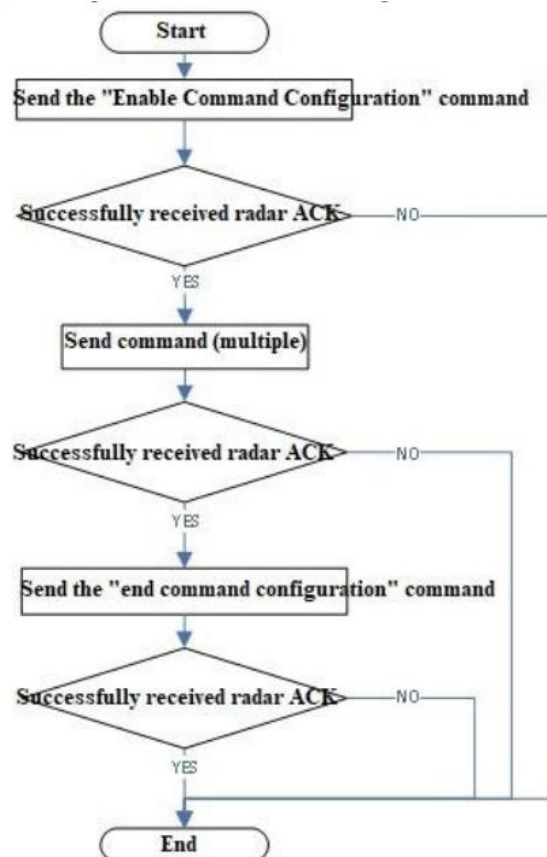 Start
Send the "Enable Command Configuration" command
Successfully received radar ACK
NO
YES
Send command (multiple)
Successfully received radar ACK
NO
YES
Send the "end command configuration" command
Successfully received radar ACK
NO
YES
End